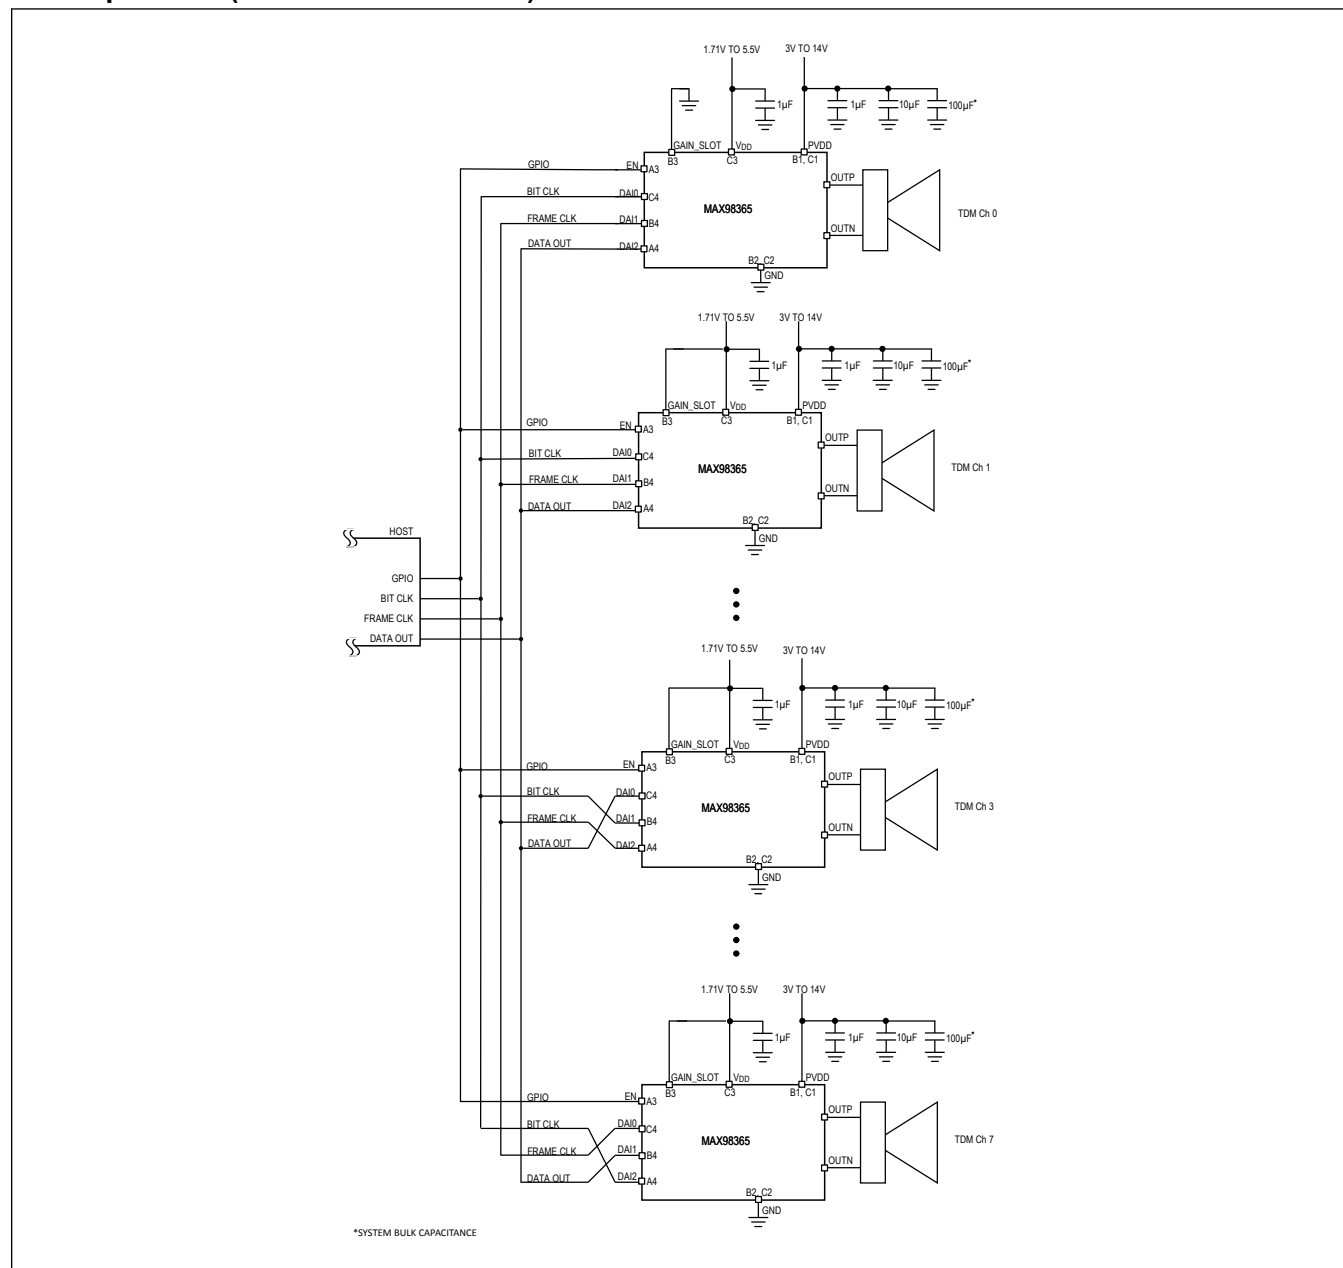 1.71V TO 5.5V 3V TO 14V
1µF 1µF 10µF 100µF*
GAIN_SLOT VDD PVDD
B3 C3 B1, C1
GPIO EN A3
BIT CLK DAI0 C4
FRAME CLK DAI1 B4
DATA OUT DAI2 A4
MAX98365
OUTP
OUTN
TDM Ch 0
B2, C2
GND
1.71V TO 5.5V 3V TO 14V
1µF 1µF 10µF 100µF*
GAIN_SLOT VDD PVDD
B3 C3 B1, C1
GPIO EN A3
BIT CLK DAI0 C4
FRAME CLK DAI1 B4
DATA OUT DAI2 A4
MAX98365
OUTP
OUTN
TDM Ch 1
B2, C2
GND
HOST
GPIO
BIT CLK
FRAME CLK
DATA OUT
1.71V TO 5.5V 3V TO 14V
1µF 1µF 10µF 100µF*
GAIN_SLOT VDD PVDD
B3 C3 B1, C1
GPIO EN A3
BIT CLK DAI0 C4
FRAME CLK DAI1 B4
DATA OUT DAI2 A4
MAX98365
OUTP
OUTN
TDM Ch 3
B2, C2
GND
1.71V TO 5.5V 3V TO 14V
1µF 1µF 10µF 100µF*
GAIN_SLOT VDD PVDD
B3 C3 B1, C1
GPIO EN A3
BIT CLK DAI0 C4
FRAME CLK DAI1 B4
DATA OUT DAI2 A4
MAX98365
OUTP
OUTN
TDM Ch 7
B2, C2
GND
*SYSTEM BULK CAPACITANCE